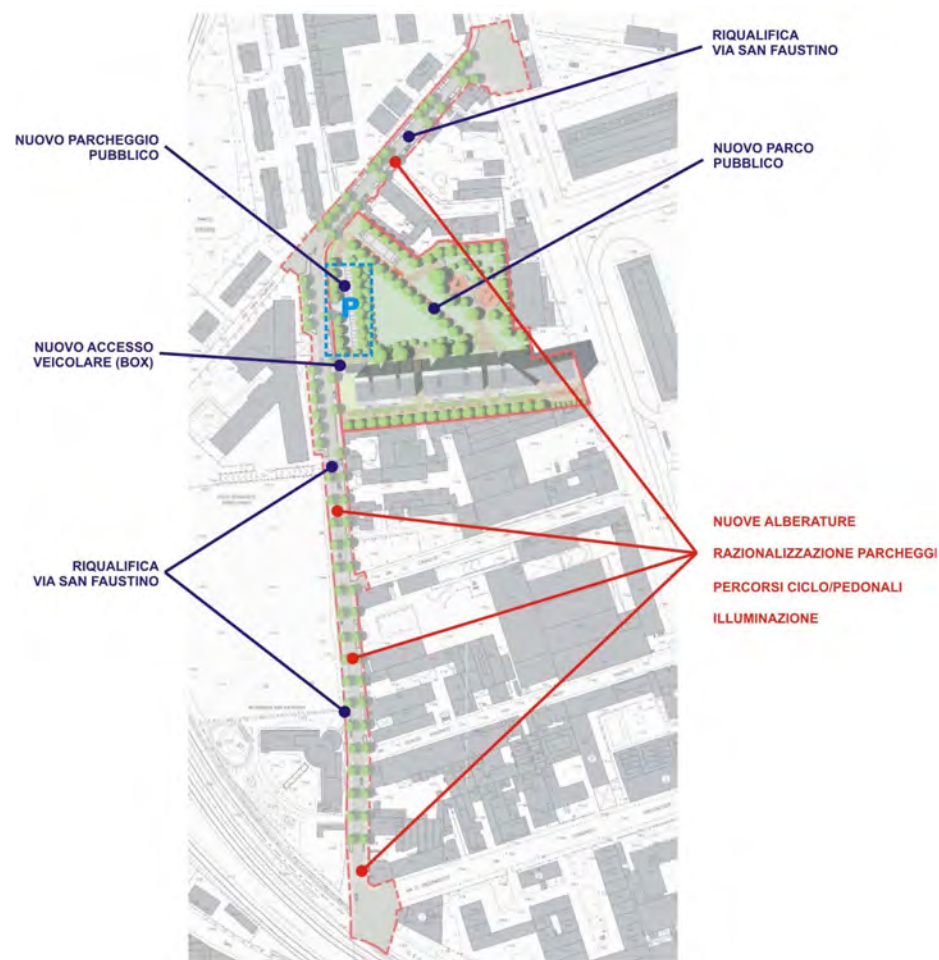 RIQUALIFICA
VIA SAN FAUSTINO
NUOVO PARCHEGGIO
PUBBLICO
NUOVO PARCO
PUBBLICO
P
NUOVO ACCESSO
VEICOLARE (BOX)
NUOVE ALBERATURE
RAZIONALIZZAZIONE PARCHEGGI
PERCORSI CICLO/PEDONALI
ILLUMINAZIONE
RIQUALIFICA
VIA SAN FAUSTINO